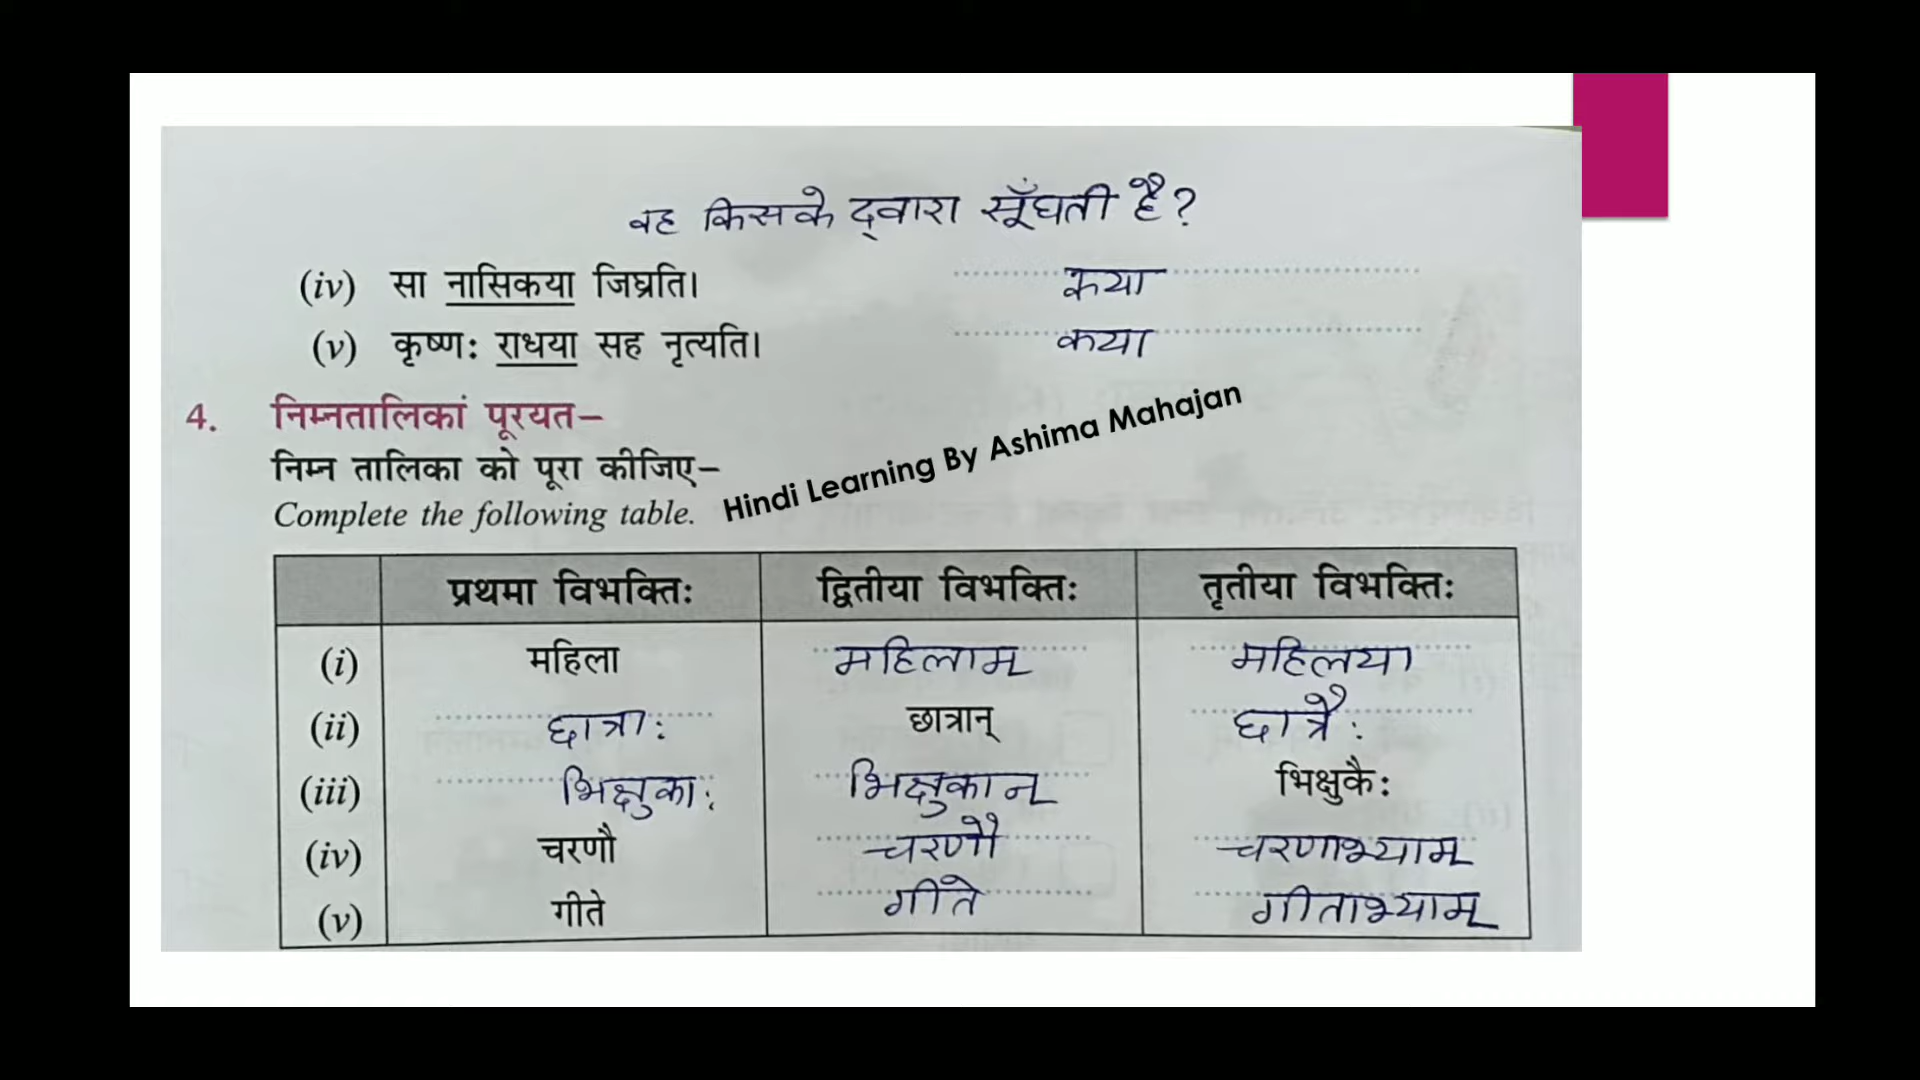 वह किसके द्वारा सूँघती है?
(iv) सा नासिकया जिघ्रति। कया
(v) कृष्णः राधया सह नृत्यति। कया
4. निम्नतालिकां पूरयत–
निम्न तालिका को पूरा कीजिए–
Complete the following table.
Hindi Learning By Ashima Mahajan
प्रथमा विभक्तिः द्वितीया विभक्तिः तृतीया विभक्तिः
(i) महिला महिलाम् महिलया
(ii) छात्राः छात्रान् छात्रैः
(iii) भिक्षुकाः भिक्षुकान् भिक्षुकैः
(iv) चरणौ चरणौ चरणाभ्याम्
(v) गीते गीते गीताभ्याम्